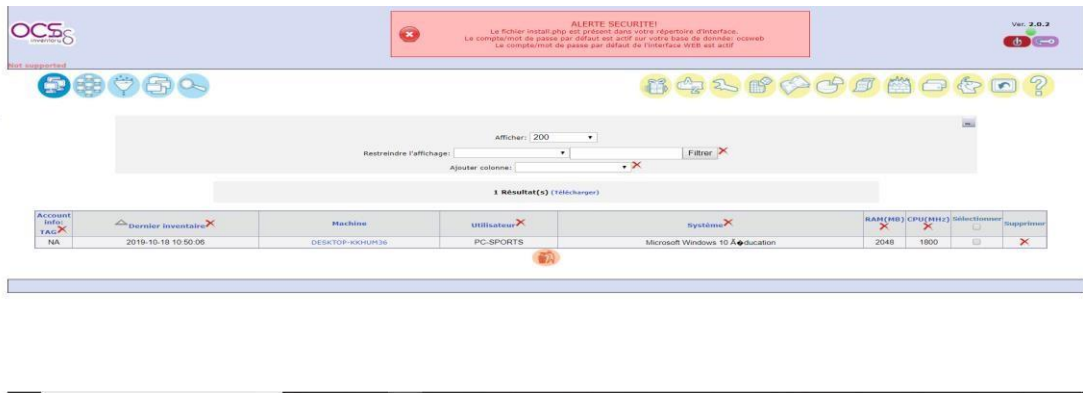 OCS
inventory
ALERTE SECURITE!
Le fichier install.php est présent dans votre répertoire d'interface.
Le compte/mot de passe par défaut est actif sur votre base de donnée: ocsweb
Le compte/mot de passe par défaut de l'interface WEB est actif
Ver. 2.0.2
Not supported
Afficher: 200
Restreindre l'affichage: Filtrer
Ajouter colonne:
1 Résultat(s) (Télécharger)
Account info: TAG Dernier inventaire Machine Utilisateur Système RAM(MB) CPU(MHz) Sélectionner Supprimer
NA 2019-10-18 10:50:06 DESKTOP-KKHUM36 PC-SPORTS Microsoft Windows 10 Ã�ducation 2048 1800